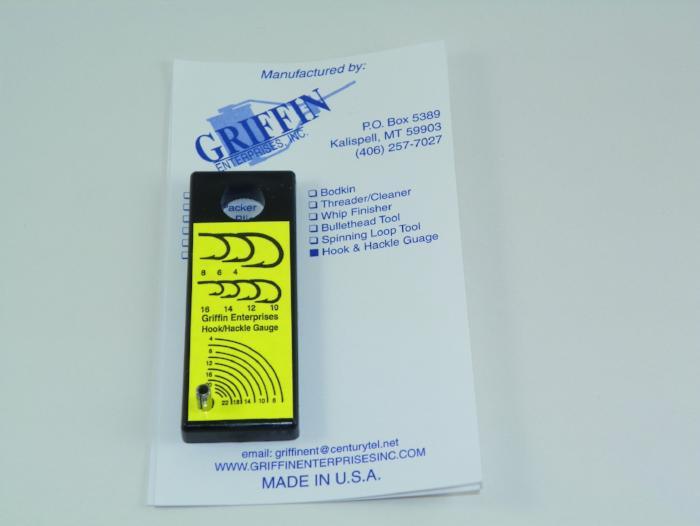 Manufactured by:
GRIFFIN
ENTERPRISES, INC.
P.O. Box 5389
Kalispell, MT 59903
(406) 257-7027
acker
☐ Bodkin
☐ Threader/Cleaner
☐ Whip Finisher
☐ Bullethead Tool
☐ Spinning Loop Tool
■ Hook & Hackle Guage
8 6 4
16 14 12 10
Griffin Enterprises
Hook/Hackle Gauge
4
12
16
22 18 14 10 8
email: griffinent@centurytel.net
WWW.GRIFFINENTERPRISESINC.COM
MADE IN U.S.A.